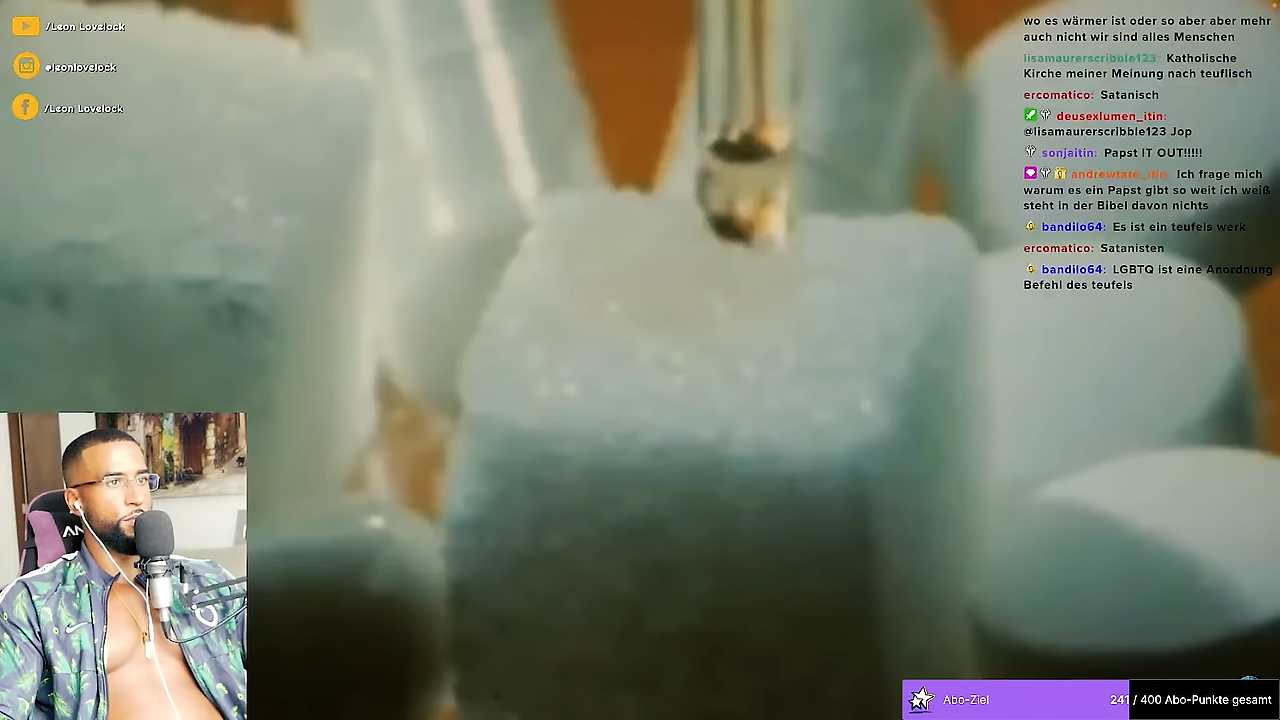 /Leon Lovelock
@leonlovelock
/Leon Lovelock
wo es wärmer ist oder so aber aber mehr
auch nicht wir sind alles Menschen
lisamaurerscribble123: Katholische
Kirche meiner Meinung nach teuflisch
ercomatico: Satanisch
deusexlumen_itin:
@lisamaurerscribble123 Jop
sonjaitin: Papst IT OUT!!!!!
andrewtate_itin: Ich frage mich
warum es ein Papst gibt so weit ich weiß
steht in der Bibel davon nichts
bandilo64: Es ist ein teufels werk
ercomatico: Satanisten
bandilo64: LGBTQ ist eine Anordnung
Befehl des teufels
AN
Abo-Ziel
241 / 400 Abo-Punkte gesamt